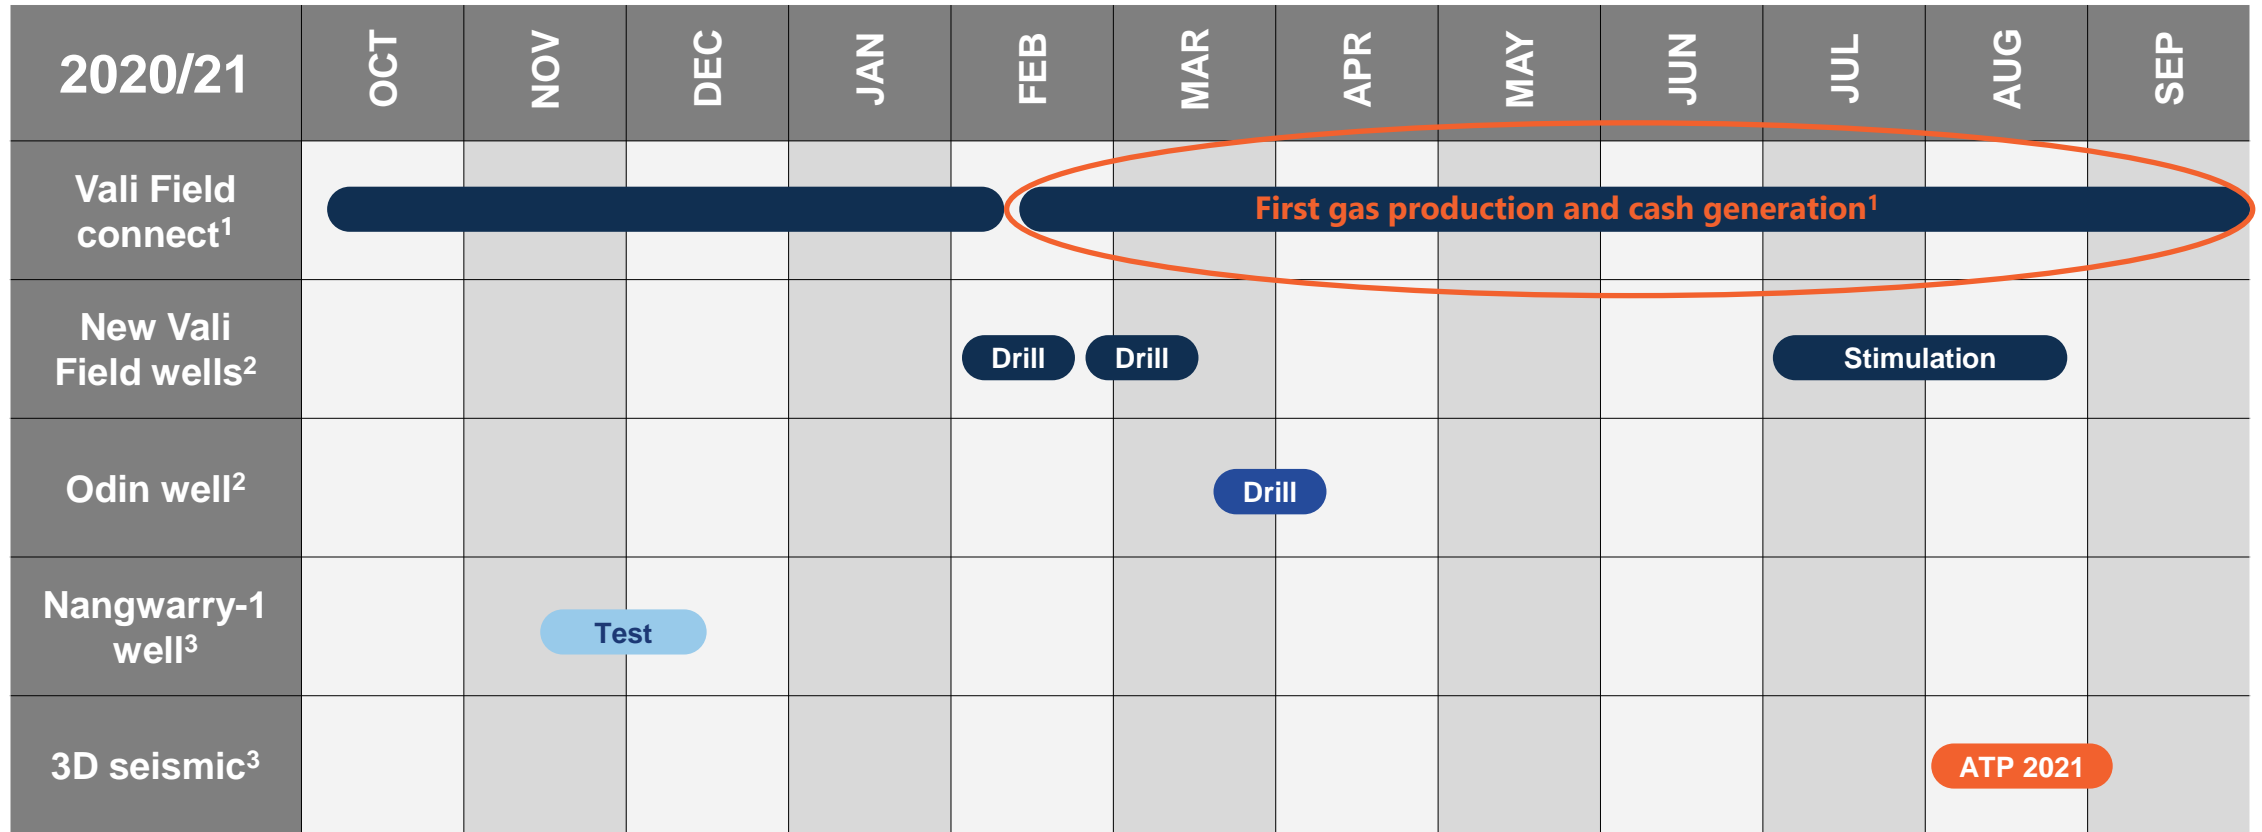 2020/21
OCT
NOV
DEC
JAN
FEB
MAR
APR
MAY
JUN
JUL
AUG
SEP
Vali Field
connect¹
First gas production and cash generation¹
New Vali
Field wells²
Drill
Drill
Stimulation
Odin well²
Drill
Nangwarry-1
well³
Test
3D seismic³
ATP 2021